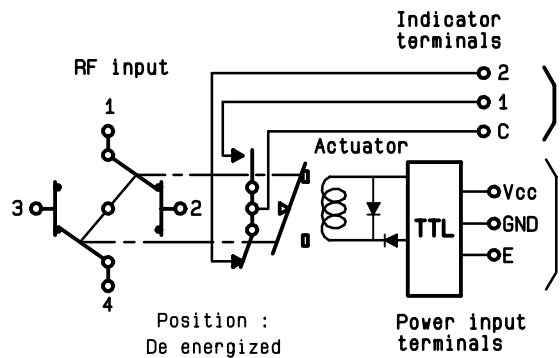 Indicator
terminals
RF input
2
1
1
C
Actuator
3
2
Vcc
TTL
GND
E
4
Position :
De energized
Power input
terminals